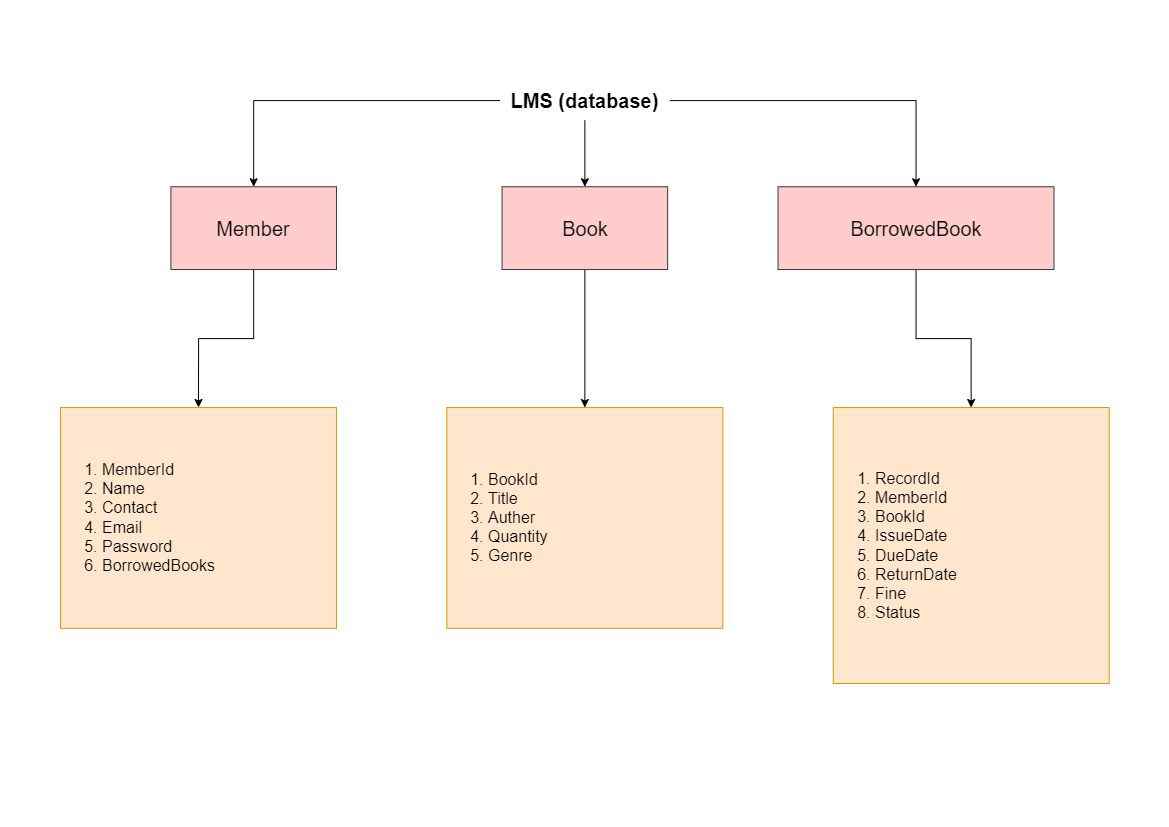 LMS (database)
Member
Book
BorrowedBook
1. MemberId
2. Name
3. Contact
4. Email
5. Password
6. BorrowedBooks
1. BookId
2. Title
3. Auther
4. Quantity
5. Genre
1. RecordId
2. MemberId
3. BookId
4. IssueDate
5. DueDate
6. ReturnDate
7. Fine
8. Status